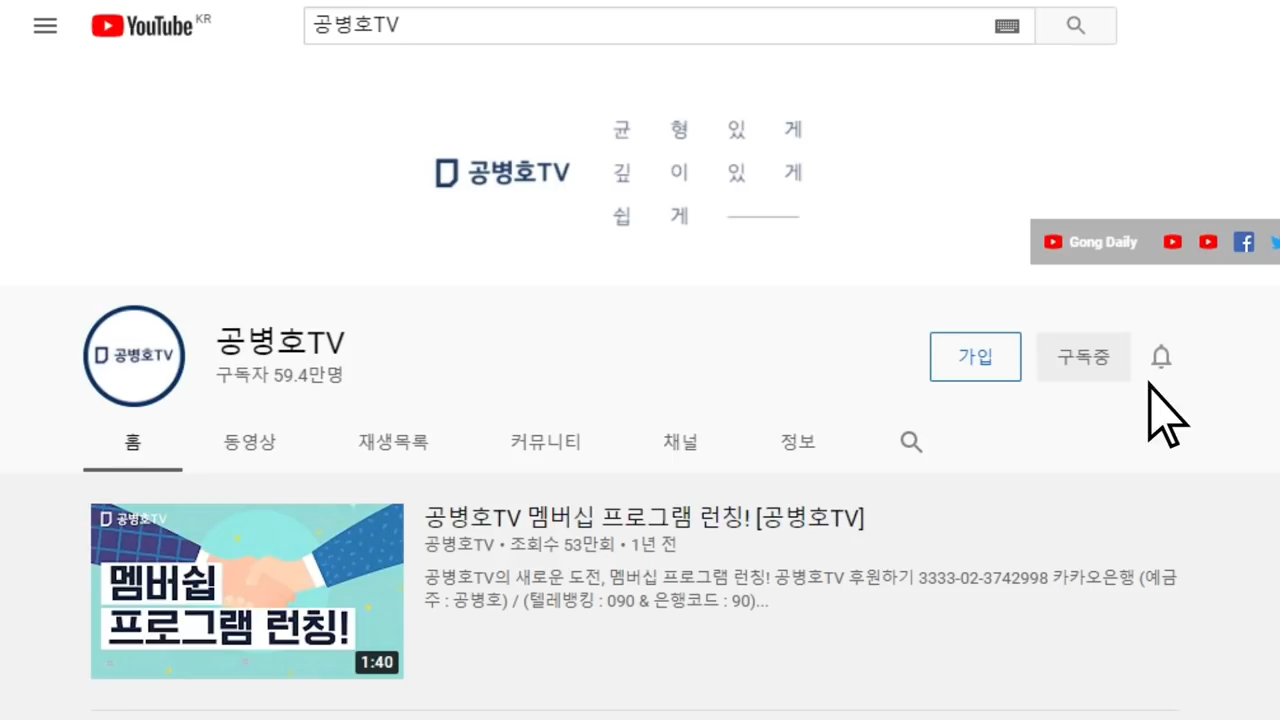 YouTube KR
공병호TV
균 형 있 게
공병호TV
깊 이 있 게
쉽 게
Gong Daily
공병호TV
공병호TV
구독자 59.4만명
가입
구독중
홈
동영상
재생목록
커뮤니티
채널
정보
공병호TV
멤버쉽
프로그램 런칭!
1:40
공병호TV 멤버십 프로그램 런칭! [공병호TV]
공병호TV • 조회수 53만회 • 1년 전
공병호TV의 새로운 도전, 멤버십 프로그램 런칭! 공병호TV 후원하기 3333-02-3742998 카카오은행 (예금
주 : 공병호) / (텔레뱅킹 : 090 & 은행코드 : 90)...